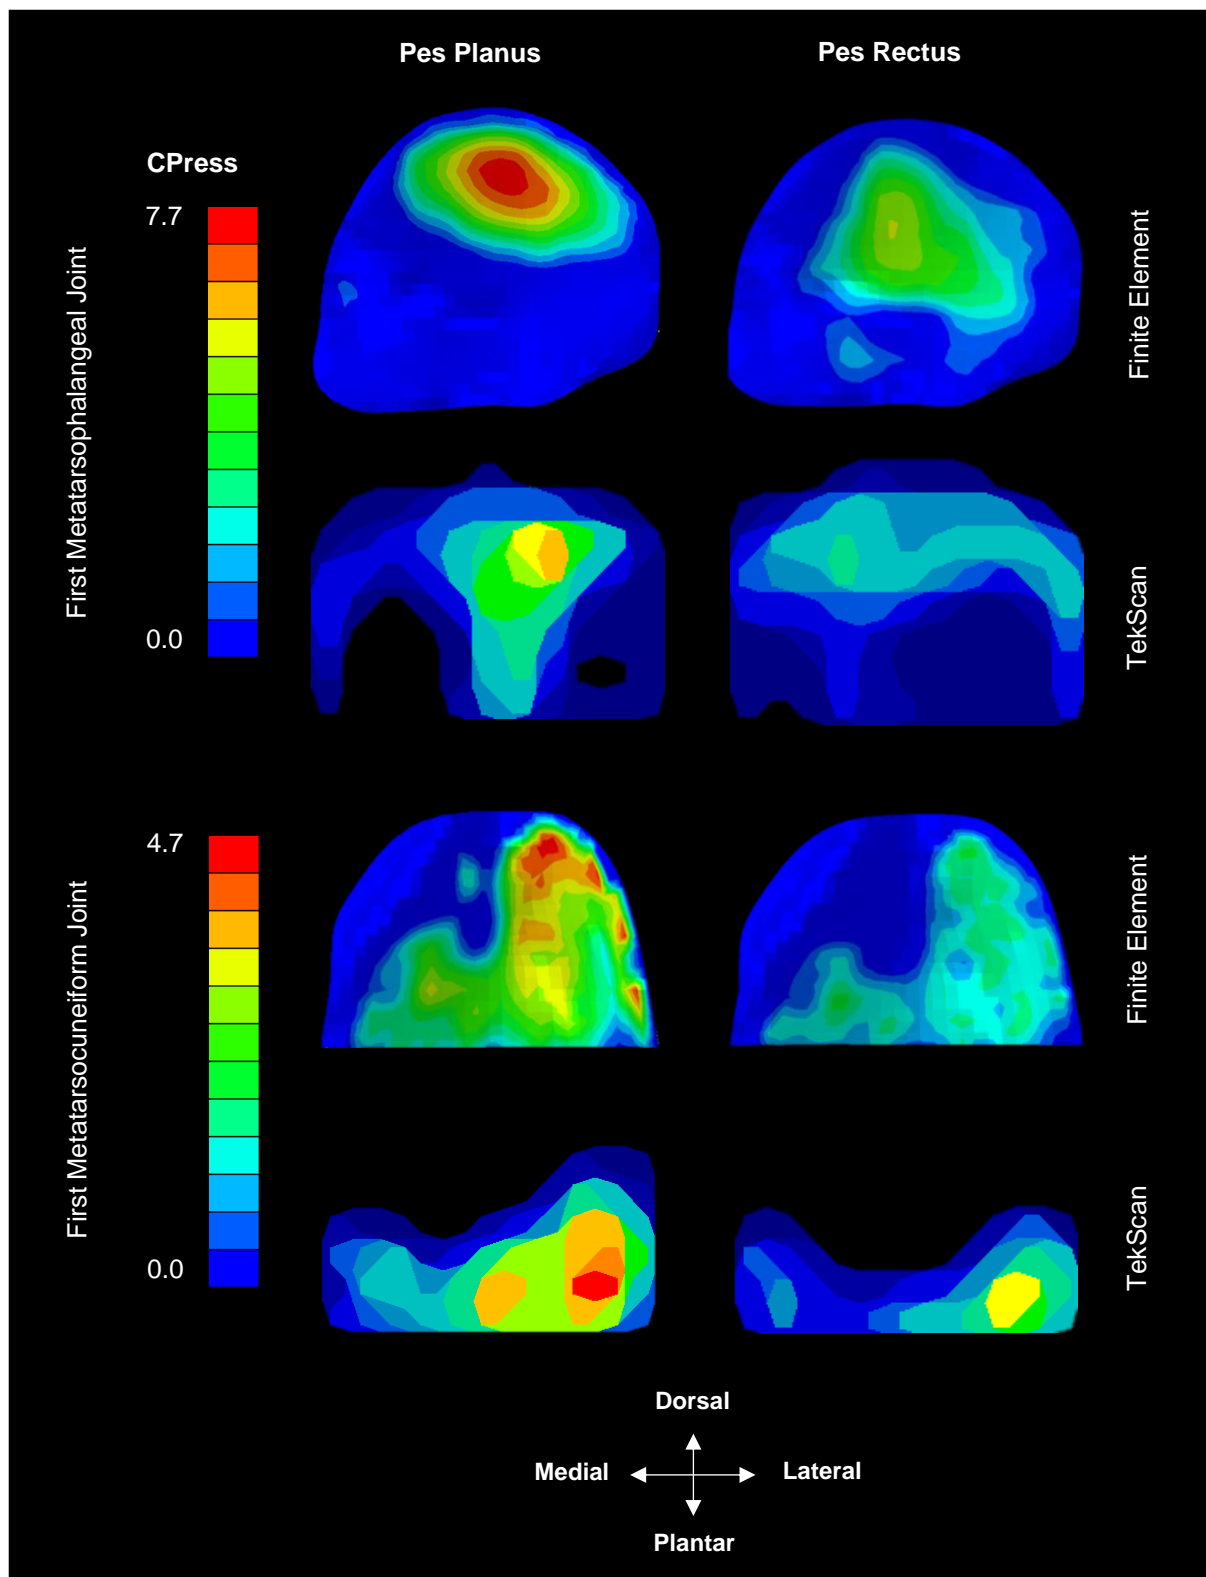 Pes Planus
Pes Rectus
CPress
7.7
0.0
First Metatarsophalangeal Joint
Finite Element
TekScan
4.7
0.0
First Metatarsocuneiform Joint
Finite Element
TekScan
Dorsal
Medial
Lateral
Plantar